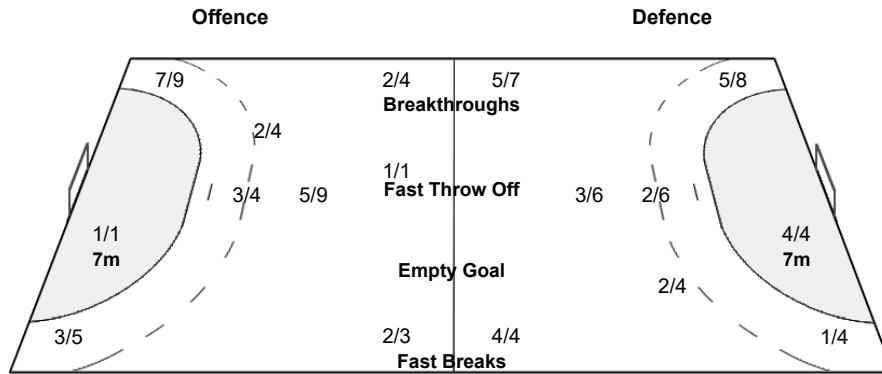 Offence Defence
7/9 2/4 5/7 5/8
Breakthroughs
2/4
1/1
Fast Throw Off
3/4 5/9 3/6 2/6
1/1 4/4
7m 7m
Empty Goal
2/4
3/5 2/3 4/4 1/4
Fast Breaks